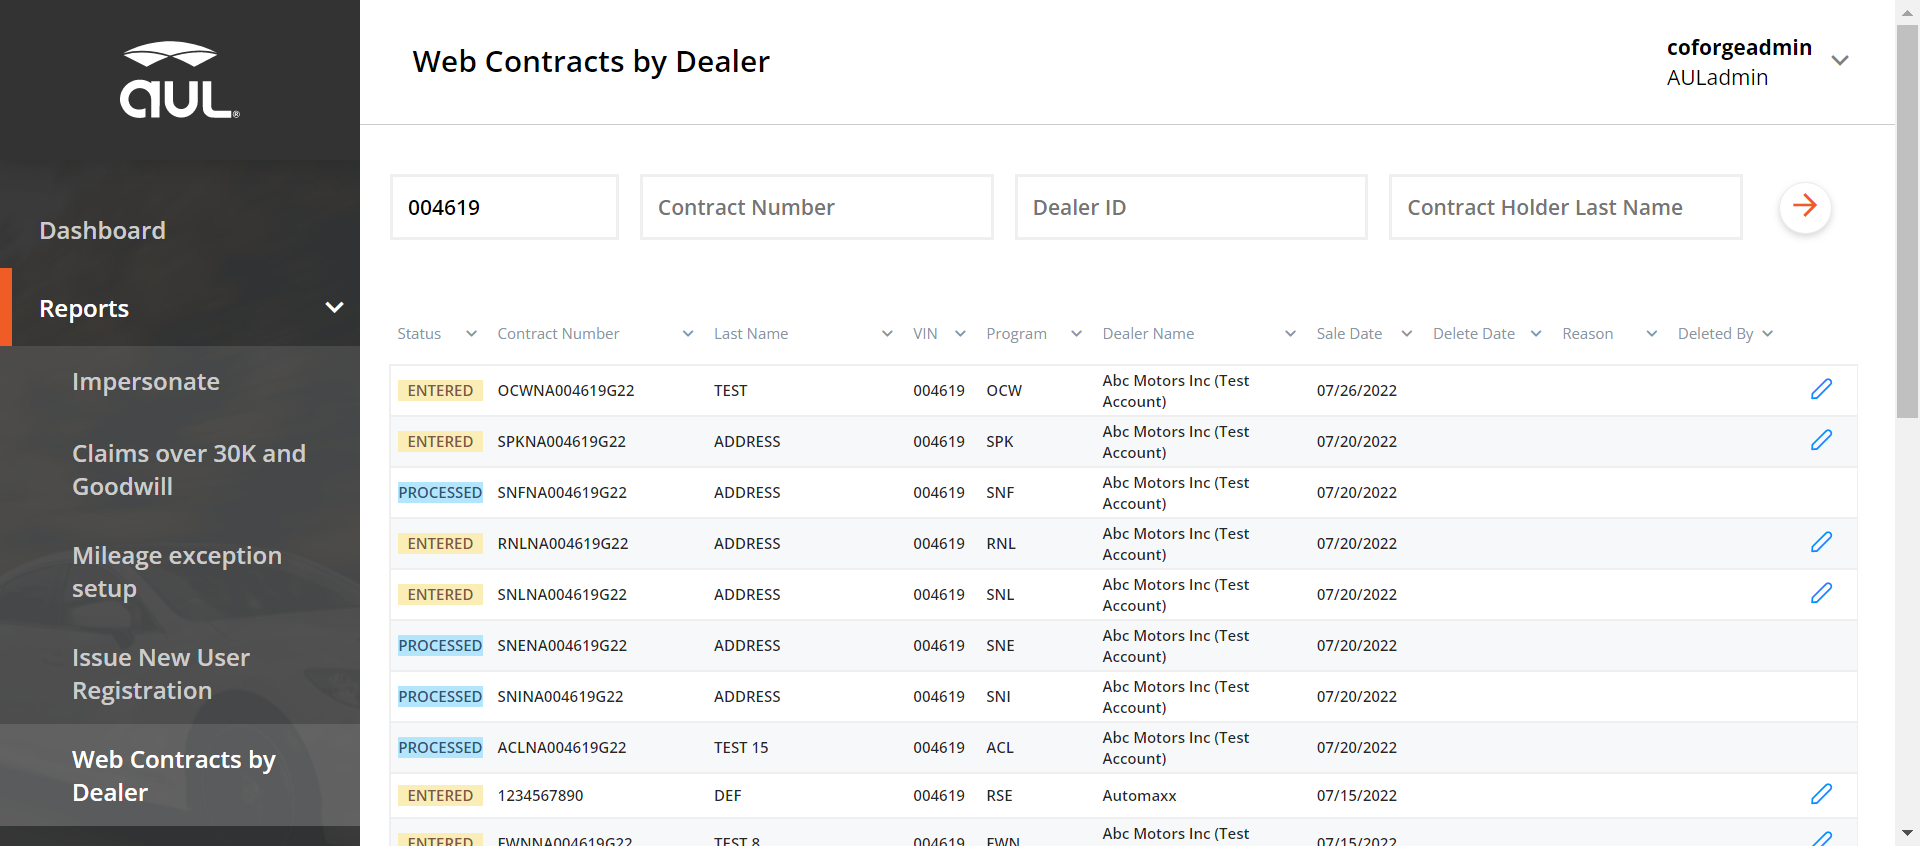 aUL®
Web Contracts by Dealer
coforgeadmin
AULadmin
Dashboard
Reports
Impersonate
Claims over 30K and
Goodwill
Mileage exception
setup
Issue New User
Registration
Web Contracts by
Dealer
004619 Contract Number Dealer ID Contract Holder Last Name
Status Contract Number Last Name VIN Program Dealer Name Sale Date Delete Date Reason Deleted By
ENTERED OCWNA004619G22 TEST 004619 OCW Abc Motors Inc (Test
Account) 07/26/2022
ENTERED SPKNA004619G22 ADDRESS 004619 SPK Abc Motors Inc (Test
Account) 07/20/2022
PROCESSED SNFNA004619G22 ADDRESS 004619 SNF Abc Motors Inc (Test
Account) 07/20/2022
ENTERED RNLNA004619G22 ADDRESS 004619 RNL Abc Motors Inc (Test
Account) 07/20/2022
ENTERED SNLNA004619G22 ADDRESS 004619 SNL Abc Motors Inc (Test
Account) 07/20/2022
PROCESSED SNENA004619G22 ADDRESS 004619 SNE Abc Motors Inc (Test
Account) 07/20/2022
PROCESSED SNINA004619G22 ADDRESS 004619 SNI Abc Motors Inc (Test
Account) 07/20/2022
PROCESSED ACLNA004619G22 TEST 15 004619 ACL Abc Motors Inc (Test
Account) 07/20/2022
ENTERED 1234567890 DEF 004619 RSE Automaxx 07/15/2022
ENTERED TEST 8 004619 Abc Motors Inc (Test
07/15/2022